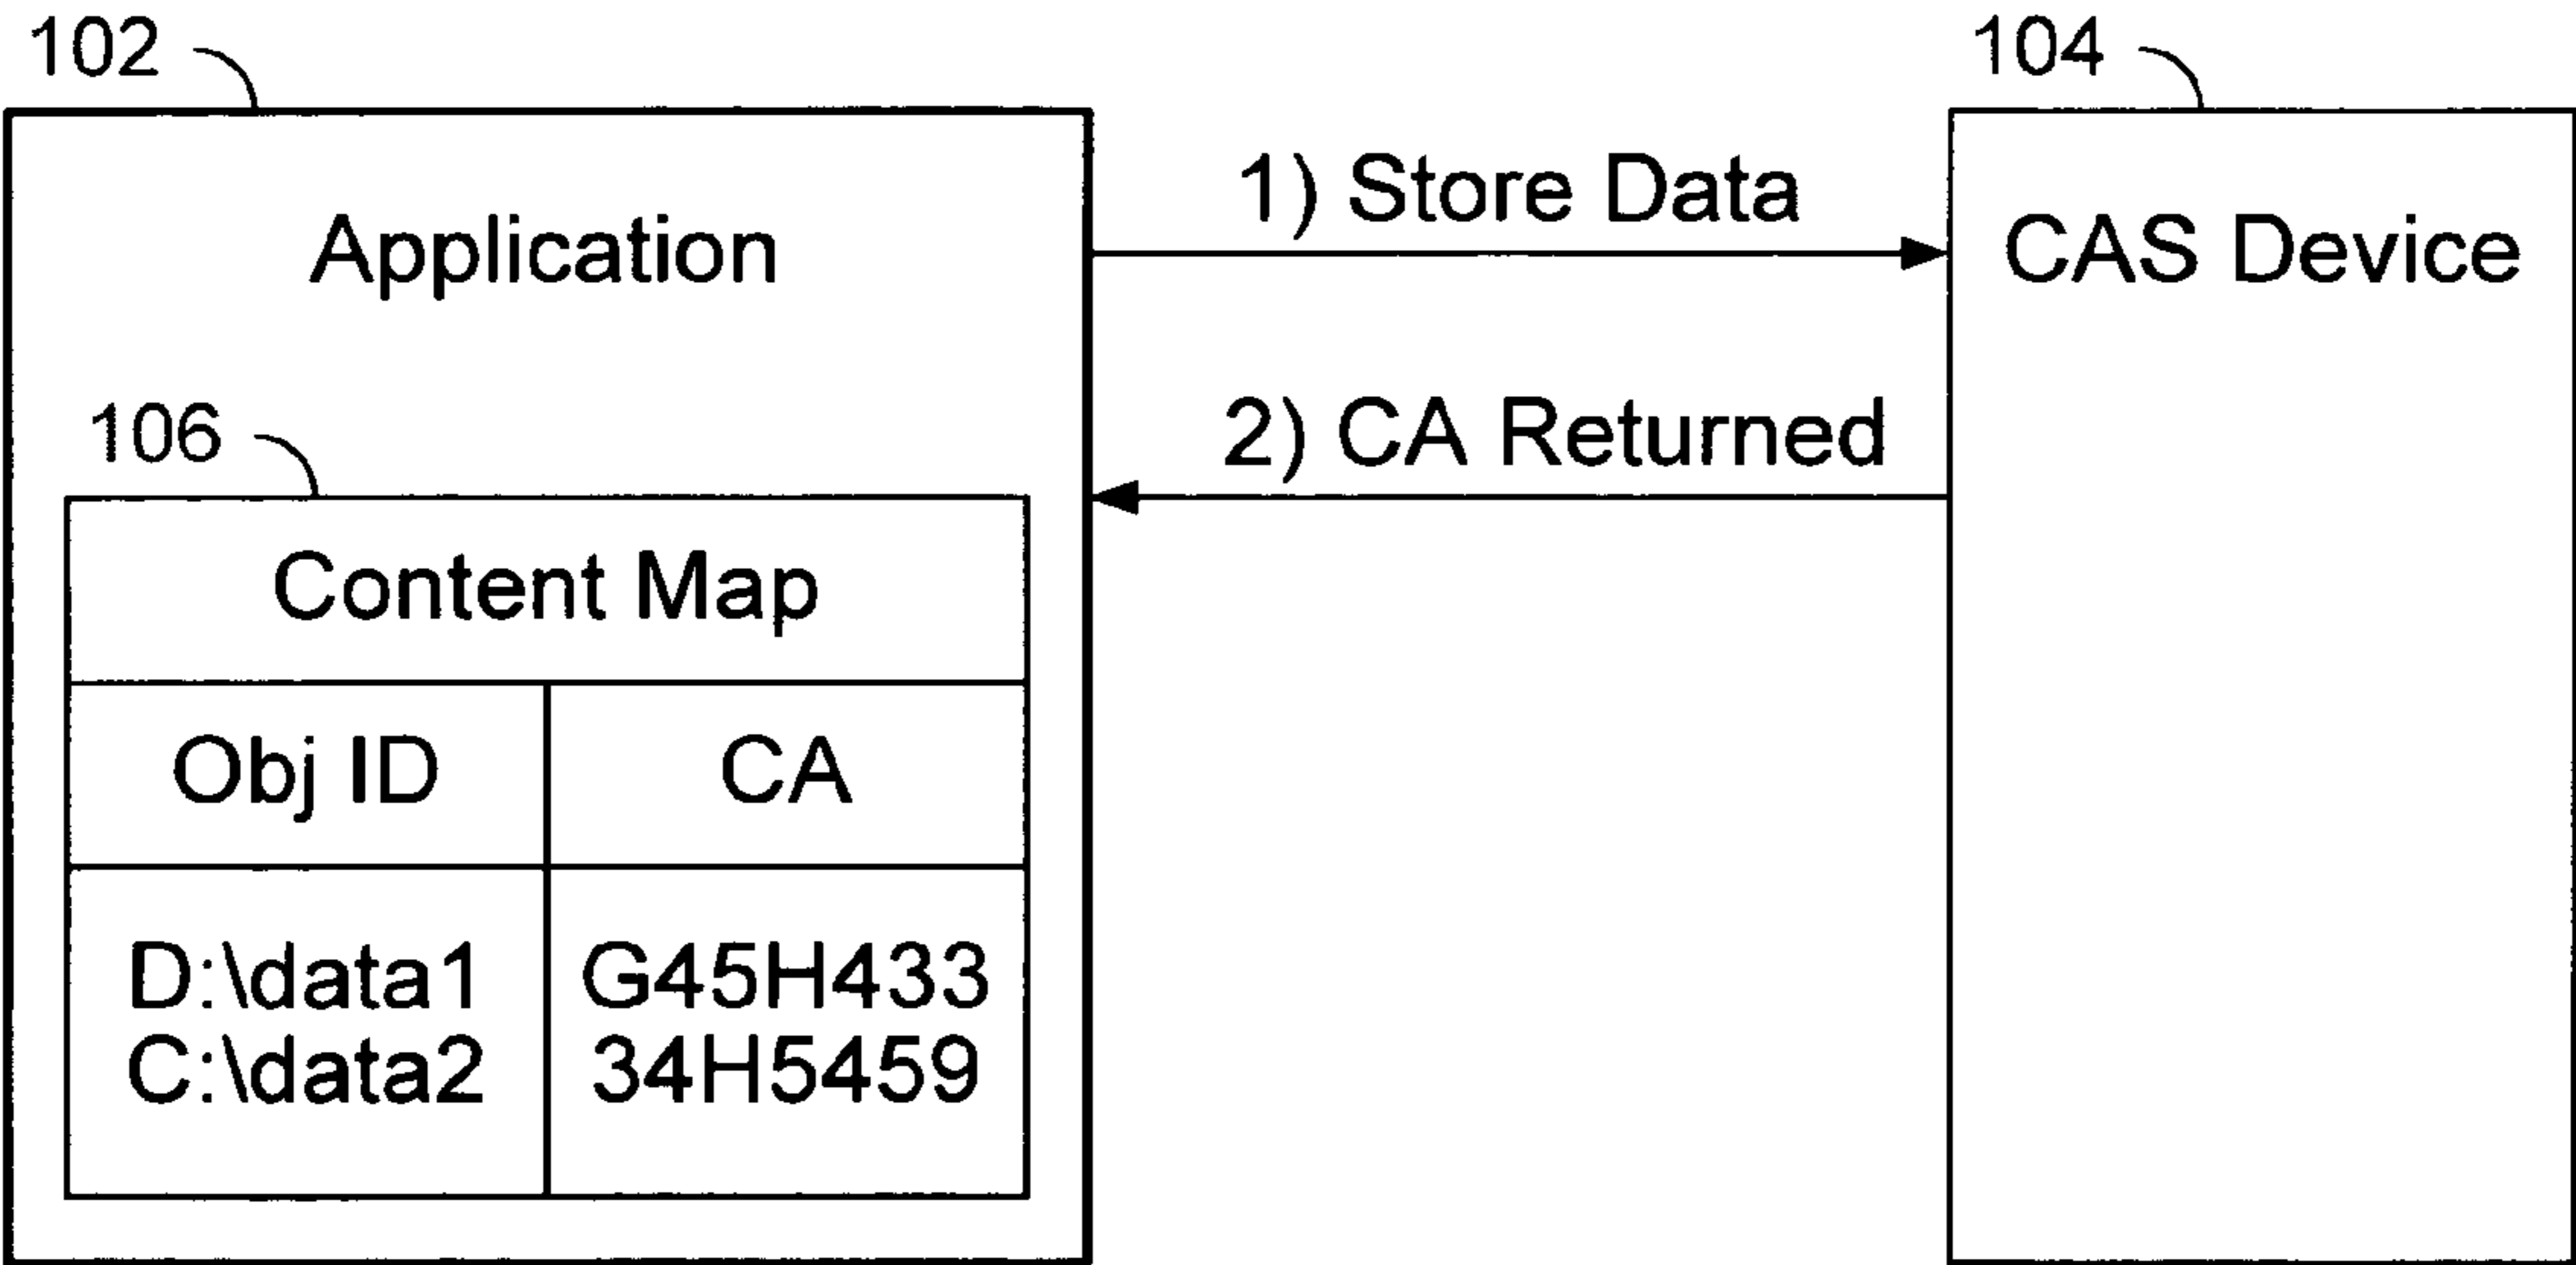 102
104
Application
1) Store Data
CAS Device
2) CA Returned
106
Content Map
Obj ID CA
D:\data1 G45H433
C:\data2 34H5459